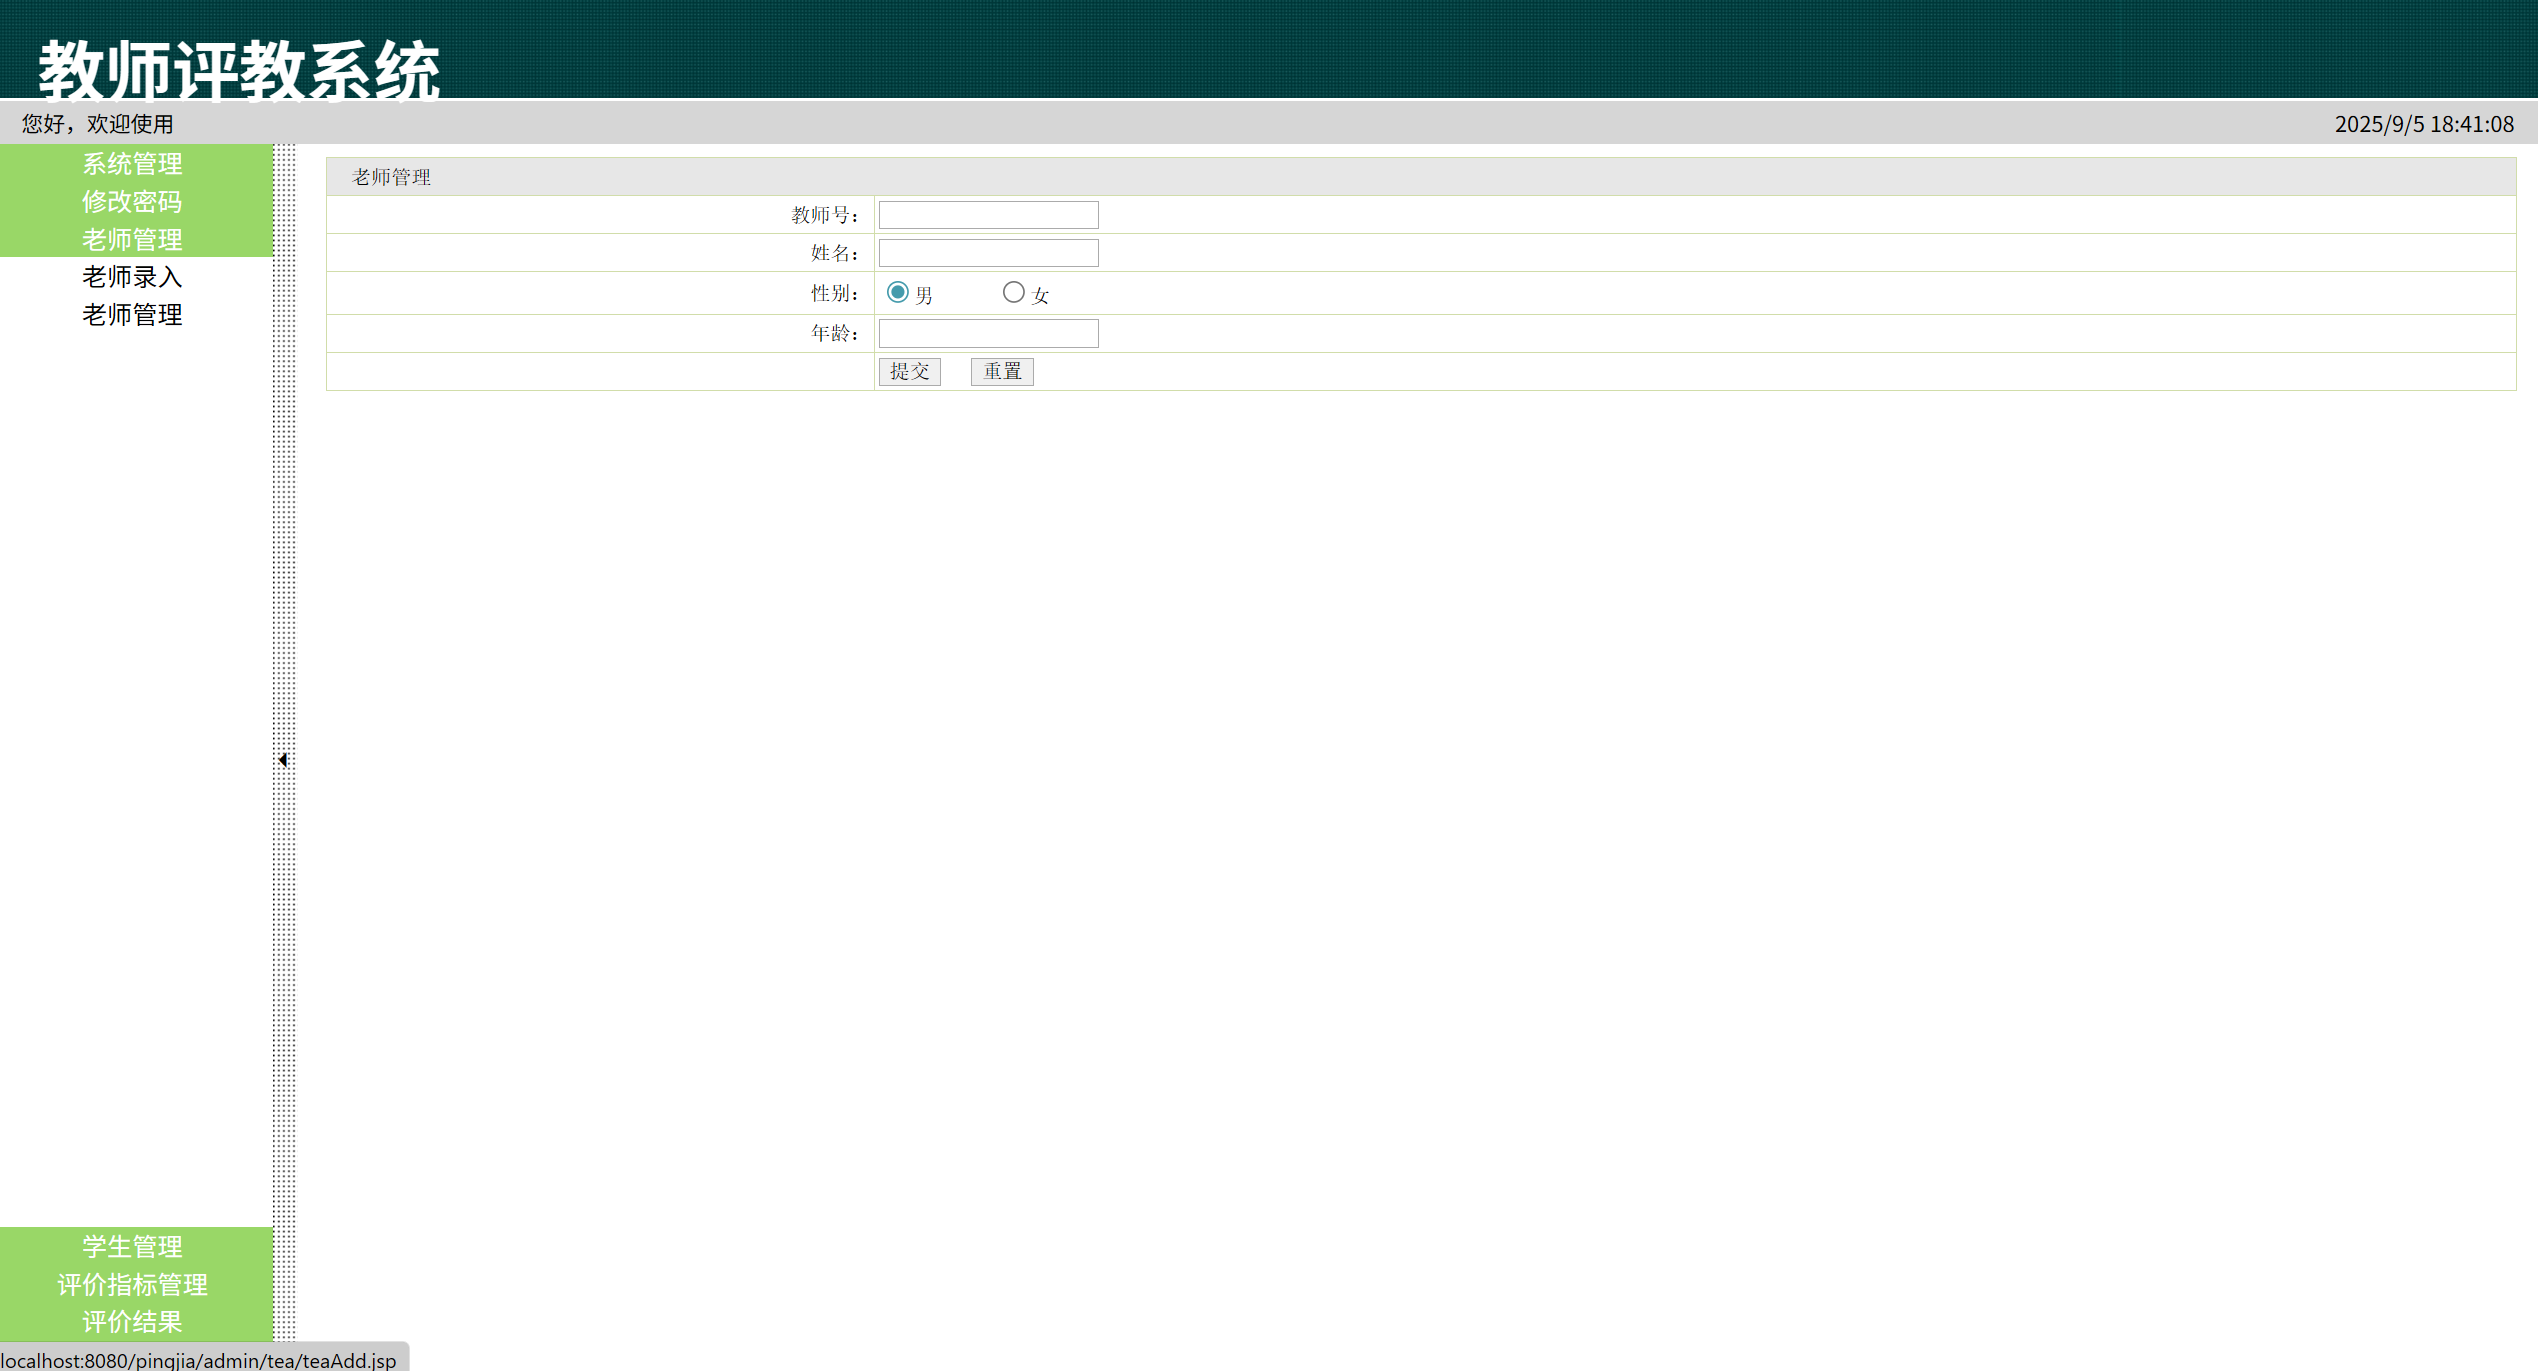 教师评教系统
您好，欢迎使用
2025/9/5 18:41:08
系统管理
修改密码
老师管理
老师录入
老师管理
学生管理
评价指标管理
评价结果
老师管理
教师号：
姓名：
性别： 男 女
年龄：
提交 重置
localhost:8080/pingjia/admin/tea/teaAdd.jsp